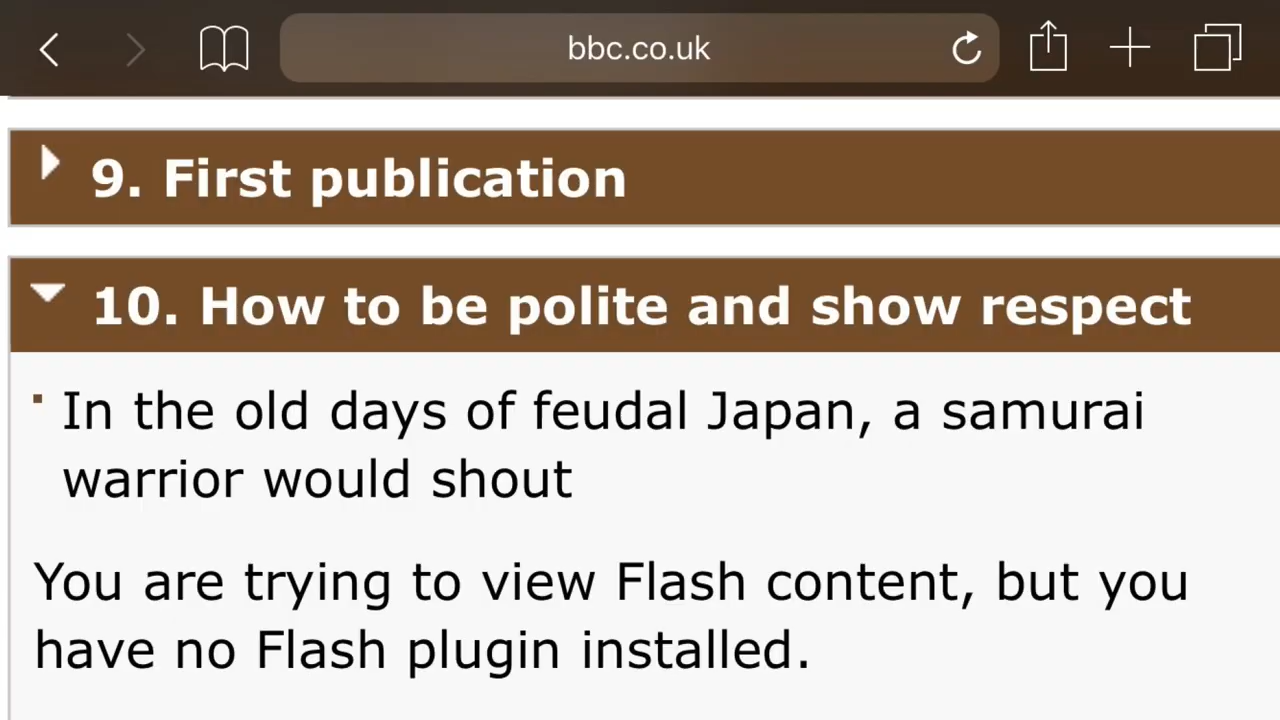 bbc.co.uk
9. First publication
10. How to be polite and show respect
In the old days of feudal Japan, a samurai
warrior would shout
You are trying to view Flash content, but you
have no Flash plugin installed.